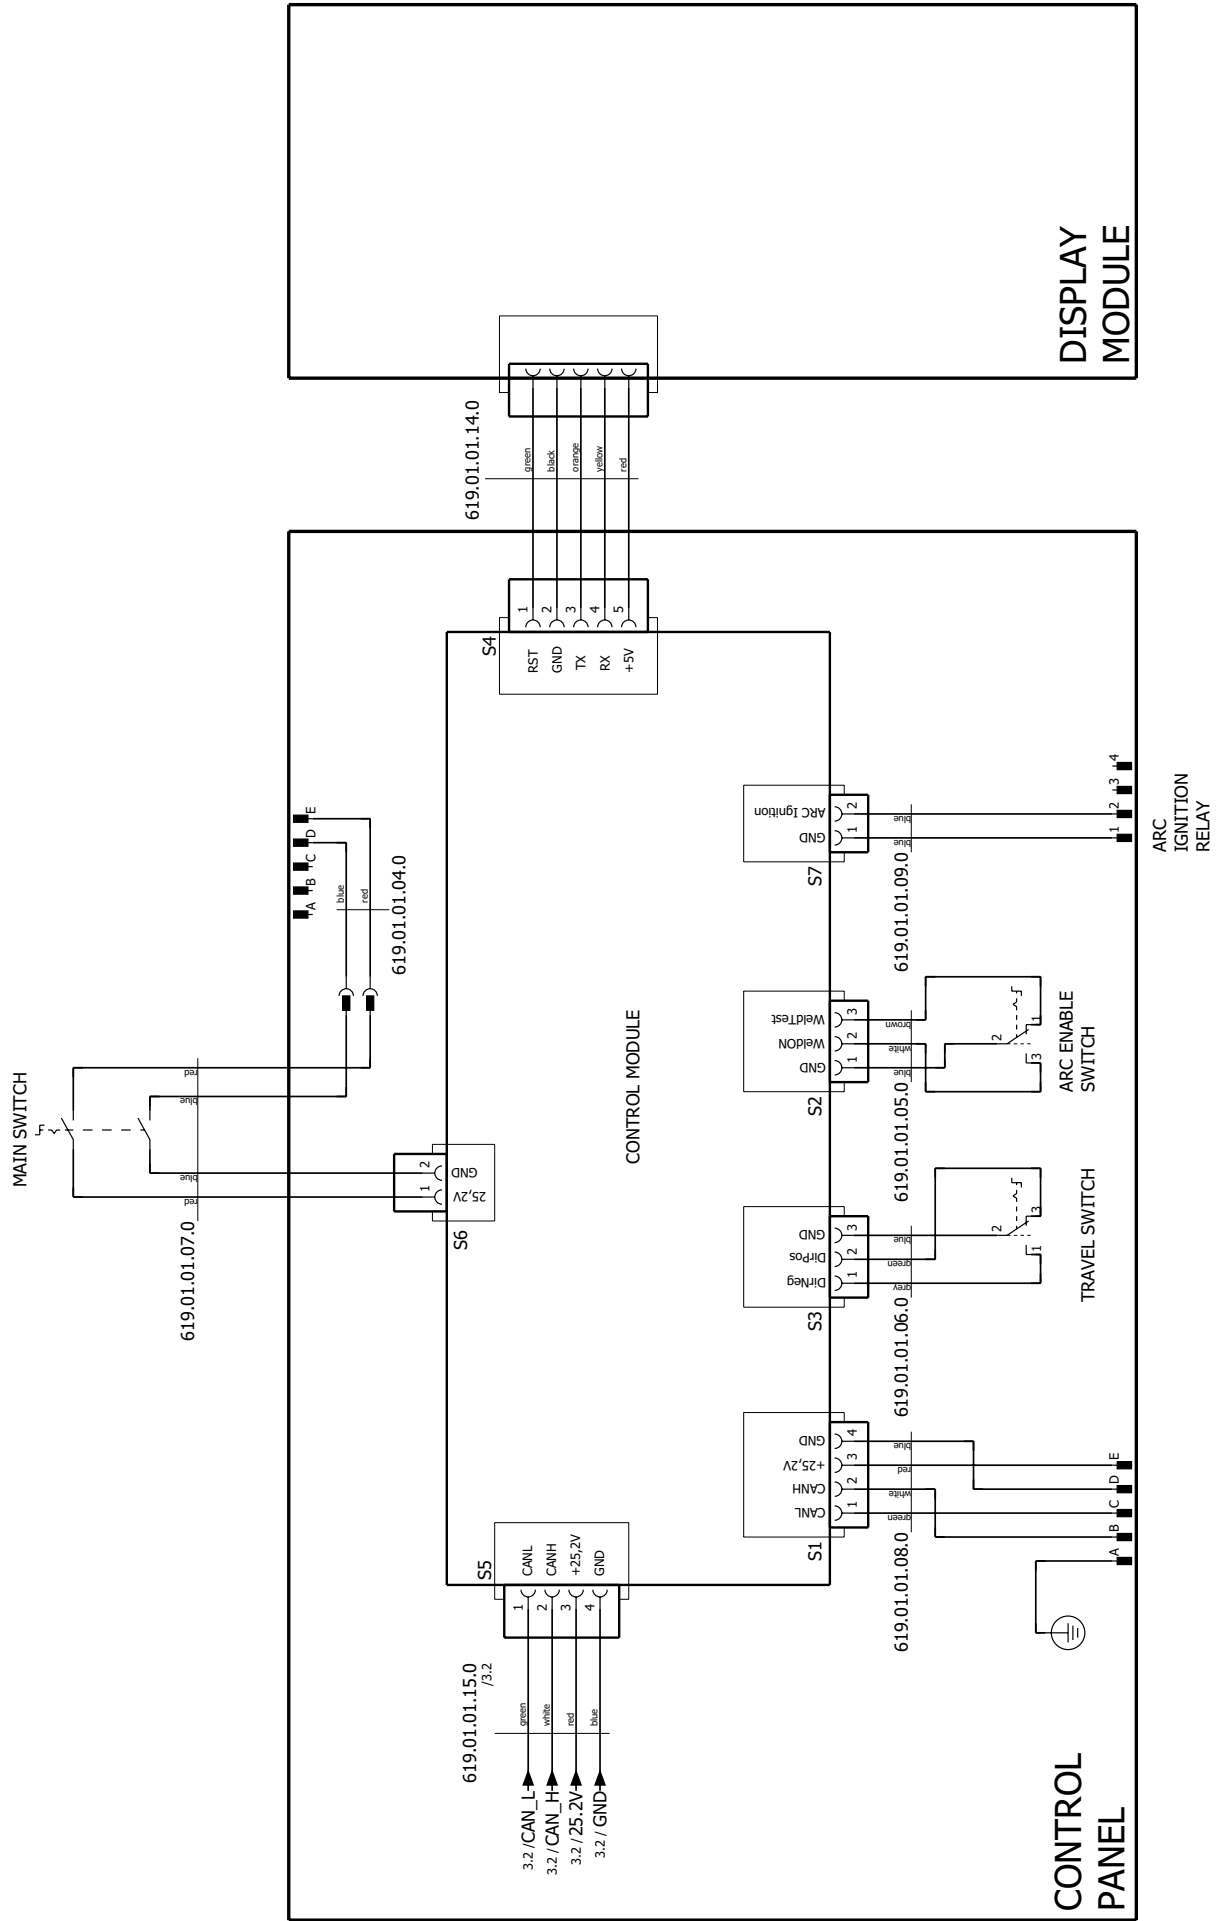 DISPLAY
MODULE
619.01.01.14.0
green
black
orange
yellow
red
S4
1
2
3
4
5
RST
GND
TX
RX
+5V
MAIN SWITCH
619.01.01.07.0
red
blue
blue
red
A
B
C
D
E
blue
red
619.01.01.04.0
S6
1
2
25,2V
GND
CONTROL MODULE
S7
ARC Ignition
GND
2
1
blue
blue
619.01.01.09.0
1
2
3
4
ARC
IGNITION
RELAY
S2
WeldTest
WeldON
GND
3
2
1
brown
white
blue
619.01.01.05.0
2
1
3
ARC ENABLE
SWITCH
S3
GND
DirPos
DirNeg
3
2
1
blue
green
grey
619.01.01.06.0
2
3
1
TRAVEL SWITCH
S1
GND
+25,2V
CANH
CANL
4
3
2
1
blue
red
white
green
619.01.01.08.0
A
B
C
D
E
S5
CANL
CANH
+25,2V
GND
1
2
3
4
619.01.01.15.0
/3.2
green
white
red
blue
3.2 /CAN_L
3.2 /CAN_H
3.2 / 25.2V
3.2 / GND
CONTROL
PANEL